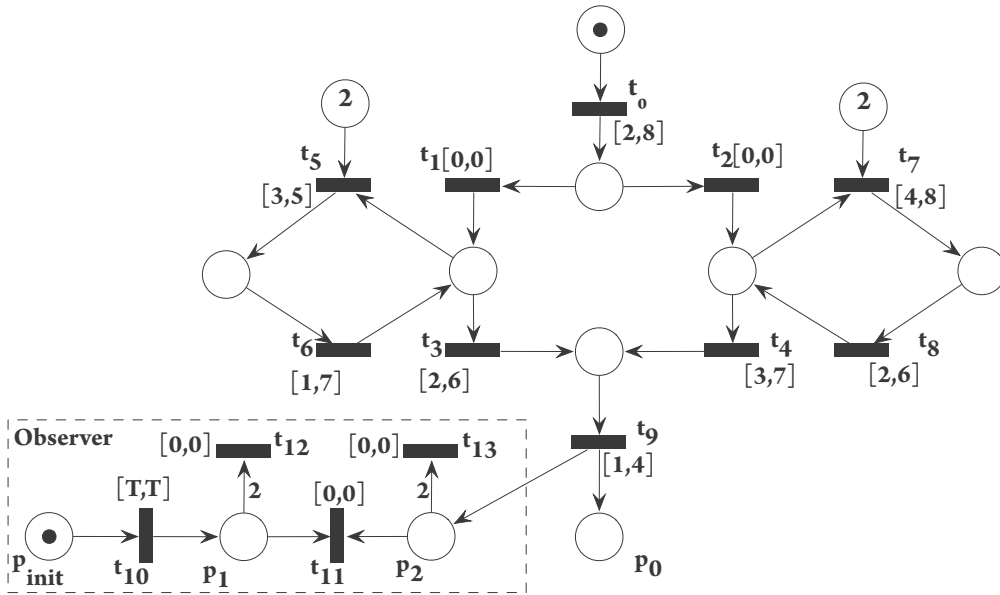 t₀
[2,8]
2
2
t₅
t₁[0,0]
t₂[0,0]
t₇
[3,5]
[4,8]
t₆
t₃
t₄
t₈
[1,7]
[2,6]
[3,7]
[2,6]
Observer
[0,0]
t₁₂
[0,0]
t₁₃
t₉
[1,4]
[T,T]
2
[0,0]
2
p_init
t₁₀
p₁
t₁₁
p₂
p₀